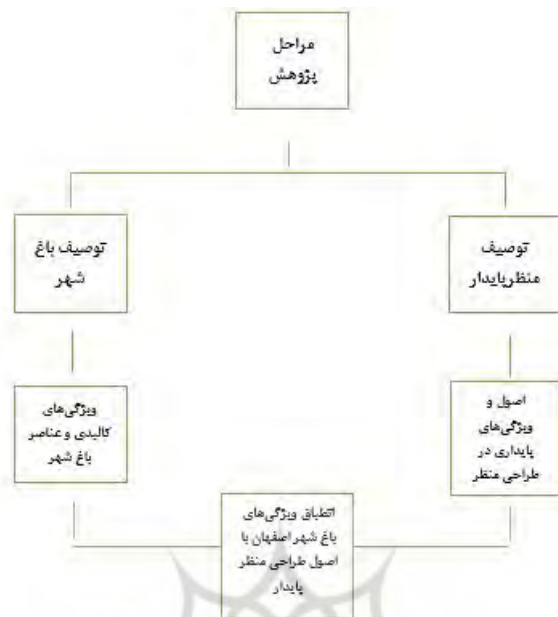 مراحل
پژوهش
توصیف
منظرپایدار
توصیف باغ
شهر
اصول و
ویژگی‌های
پایداری در
طراحی منظر
ویژگی‌های
کالبدی و عناصر
باغ شهر
انطباق ویژگی‌های
باغ شهر اصفهان با
اصول طراحی منظر
پایدار